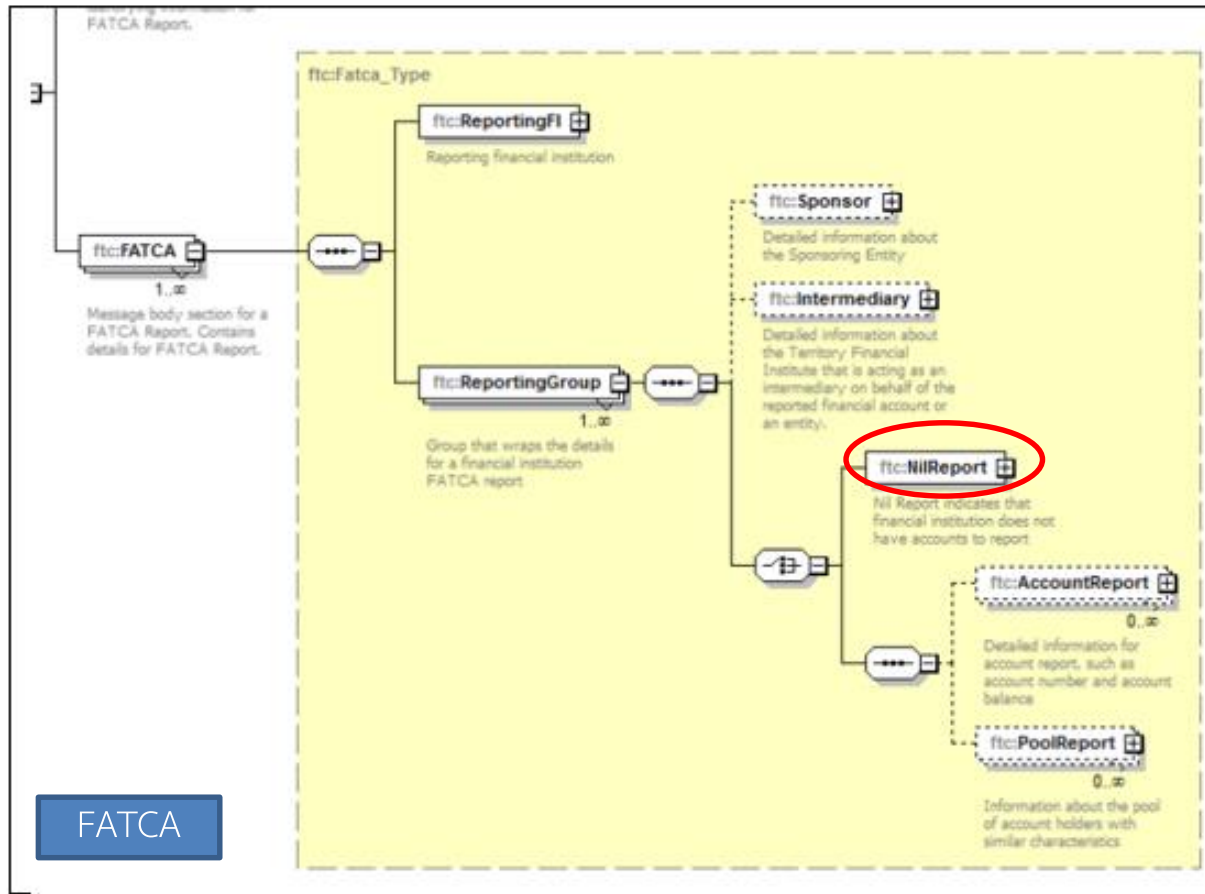 FATCA Report.
ftc:Fatca_Type
ftc:ReportingFI
Reporting financial institution
ftc:Sponsor
Detailed information about
the Sponsoring Entity
ftc:FATCA
1..∞
Message body section for a
FATCA Report. Contains
details for FATCA Report.
ftc:Intermediary
Detailed information about
the Territory Financial
Institute that is acting as an
intermediary on behalf of the
reported financial account or
an entity.
ftc:ReportingGroup
1..∞
Group that wraps the details
for a financial institution
FATCA report
ftc:NilReport
Nil Report indicates that
financial institution does not
have accounts to report
ftc:AccountReport
0..∞
Detailed information for
account report, such as
account number and account
balance
ftc:PoolReport
0..∞
Information about the pool
of account holders with
similar characteristics
FATCA